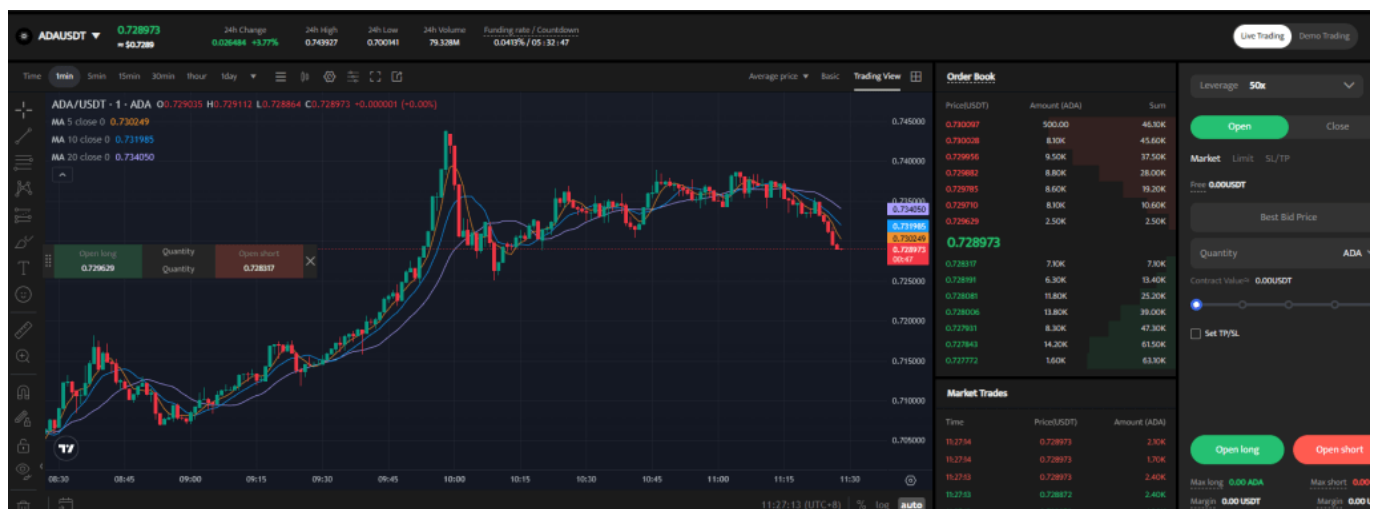 ADAUSDT ▼ 0.728973 24h Change 24h High 24h Low 24h Volume Funding rate / Countdown
≈ $0.7289 0.026484 +3.77% 0.743927 0.700141 79.328M 0.0413% / 05 : 32 : 47
Live Trading Demo Trading
Time 1min 5min 15min 30min 1hour 1day ▼ Average price ▼ Basic Trading View
ADA/USDT · 1 · ADA O0.729035 H0.729112 L0.728864 C0.728973 -0.000001 (-0.00%)
MA 5 close 0 0.730249
MA 10 close 0 0.731985
MA 20 close 0 0.734050
Open long Quantity Open short
0.729629 Quantity 0.728317
0.745000
0.740000
0.735000
0.734050
0.731985
0.730249
0.728973
00:47
0.725000
0.720000
0.715000
0.710000
0.705000
08:30 08:45 09:00 09:15 09:30 09:45 10:00 10:15 10:30 10:45 11:00 11:15 11:30
11:27:13 (UTC+8) % log auto
Order Book
Price(USDT) Amount (ADA) Sum
0.730097 500.00 46.10K
0.730028 8.10K 45.60K
0.729956 9.50K 37.50K
0.729882 8.80K 28.00K
0.729785 8.60K 19.20K
0.729710 8.10K 10.60K
0.729629 2.50K 2.50K
0.728973
0.728317 7.10K 7.10K
0.728191 6.30K 13.40K
0.728081 11.80K 25.20K
0.728006 13.80K 39.00K
0.727931 8.30K 47.30K
0.727843 14.20K 61.50K
0.727772 1.60K 63.10K
Market Trades
Time Price(USDT) Amount (ADA)
11:27:14 0.728973 2.10K
11:27:14 0.728973 1.70K
11:27:13 0.728973 2.40K
11:27:13 0.728872 2.40K
Leverage 50x
Open Close
Market Limit SL/TP
Free 0.00USDT
Best Bid Price
Quantity ADA
Contract Value≈ 0.00USDT
Set TP/SL
Open long Open short
Max long 0.00 ADA Max short 0.00
Margin 0.00 USDT Margin 0.00 U